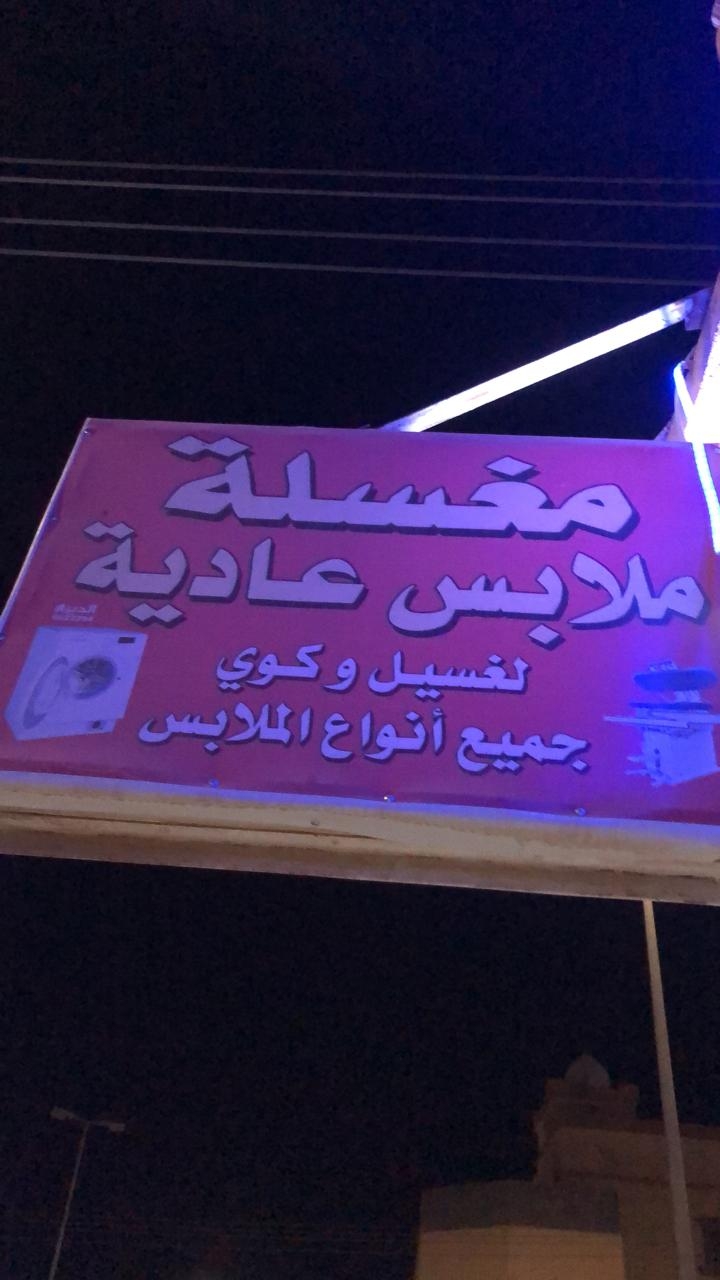 مغسلة
ملابس عادية
لغسيل و كوي
جميع أنواع الملابس